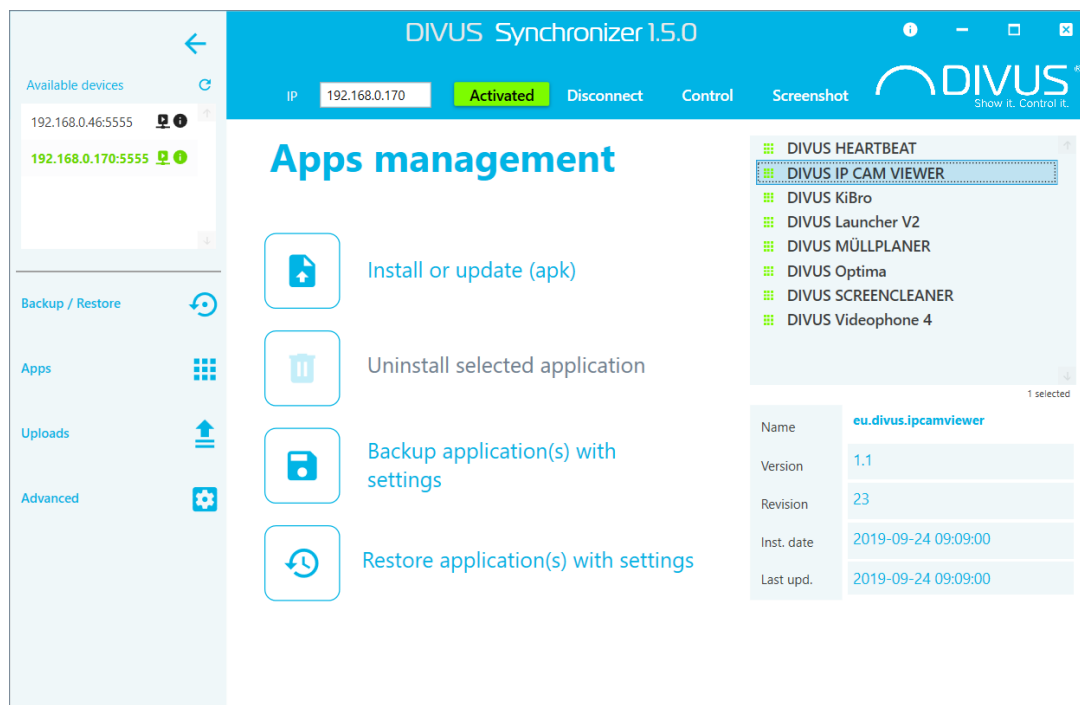 DIVUS Synchronizer 1.5.0
Available devices
192.168.0.46:5555
192.168.0.170:5555
IP 192.168.0.170 Activated Disconnect Control Screenshot
DIVUS®
Show it. Control it.
Backup / Restore
Apps
Uploads
Advanced
Apps management
Install or update (apk)
Uninstall selected application
Backup application(s) with
settings
Restore application(s) with settings
DIVUS HEARTBEAT
DIVUS IP CAM VIEWER
DIVUS KiBro
DIVUS Launcher V2
DIVUS MÜLLPLANER
DIVUS Optima
DIVUS SCREENCLEANER
DIVUS Videophone 4
1 selected
Name eu.divus.ipcamviewer
Version 1.1
Revision 23
Inst. date 2019-09-24 09:09:00
Last upd. 2019-09-24 09:09:00